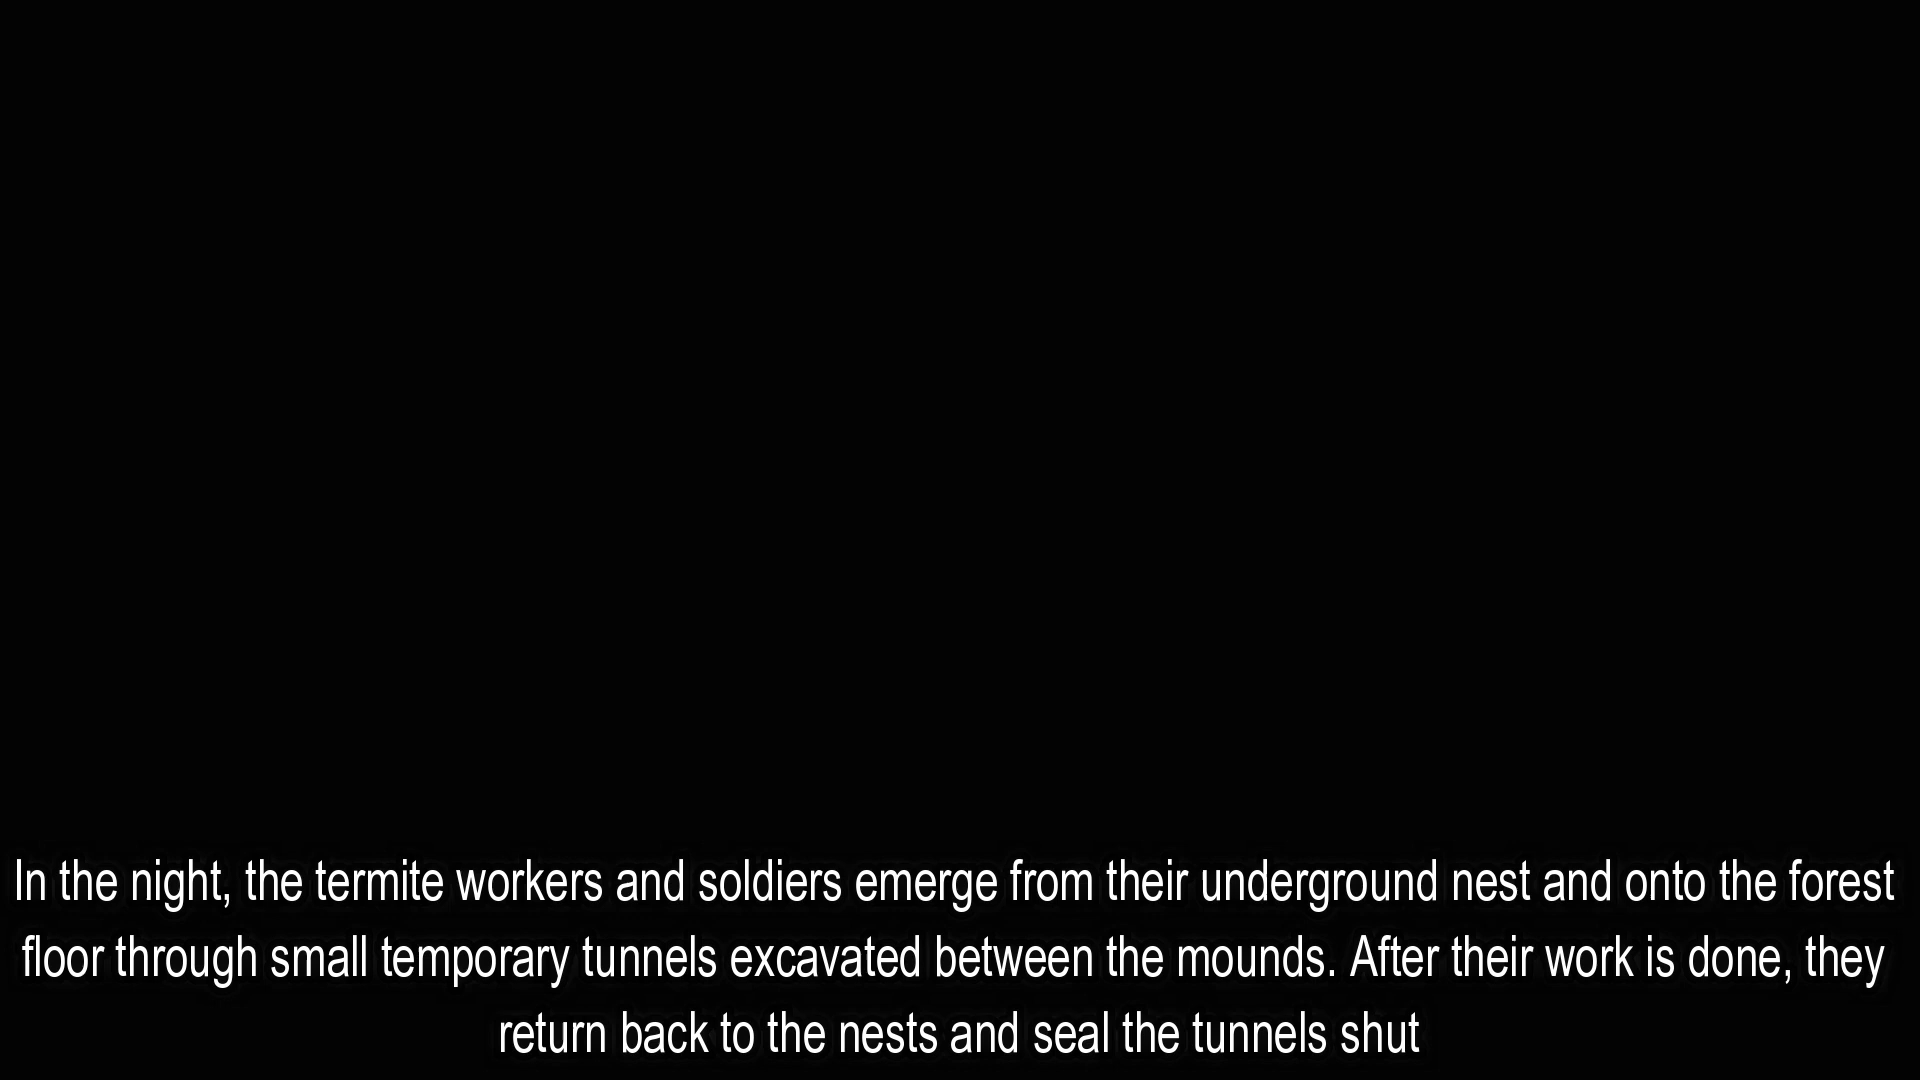 In the night, the termite workers and soldiers emerge from their underground nest and onto the forest
floor through small temporary tunnels excavated between the mounds. After their work is done, they
return back to the nests and seal the tunnels shut